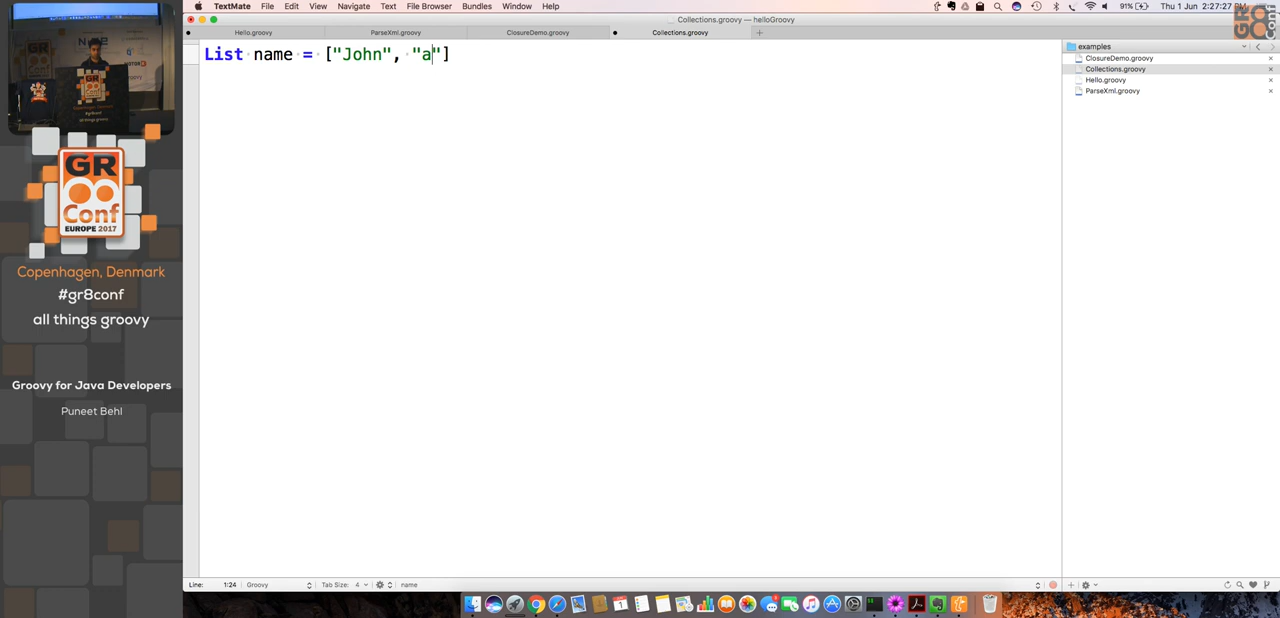 TextMate File Edit View Navigate Text File Browser Bundles Window Help
91% Thu 1 Jun 2:27:27
Collections.groovy — helloGroovy
Hello.groovy ParseXml.groovy ClosureDemo.groovy Collections.groovy
List name = ["John", "a"]
examples
ClosureDemo.groovy
Collections.groovy
Hello.groovy
ParseXml.groovy
GR8
Conf
GR8
Conf
EUROPE 2017
Copenhagen, Denmark
#gr8conf
all things groovy
Groovy for Java Developers
Puneet Behl
Line: 1:24 Groovy Tab Size: 4 name